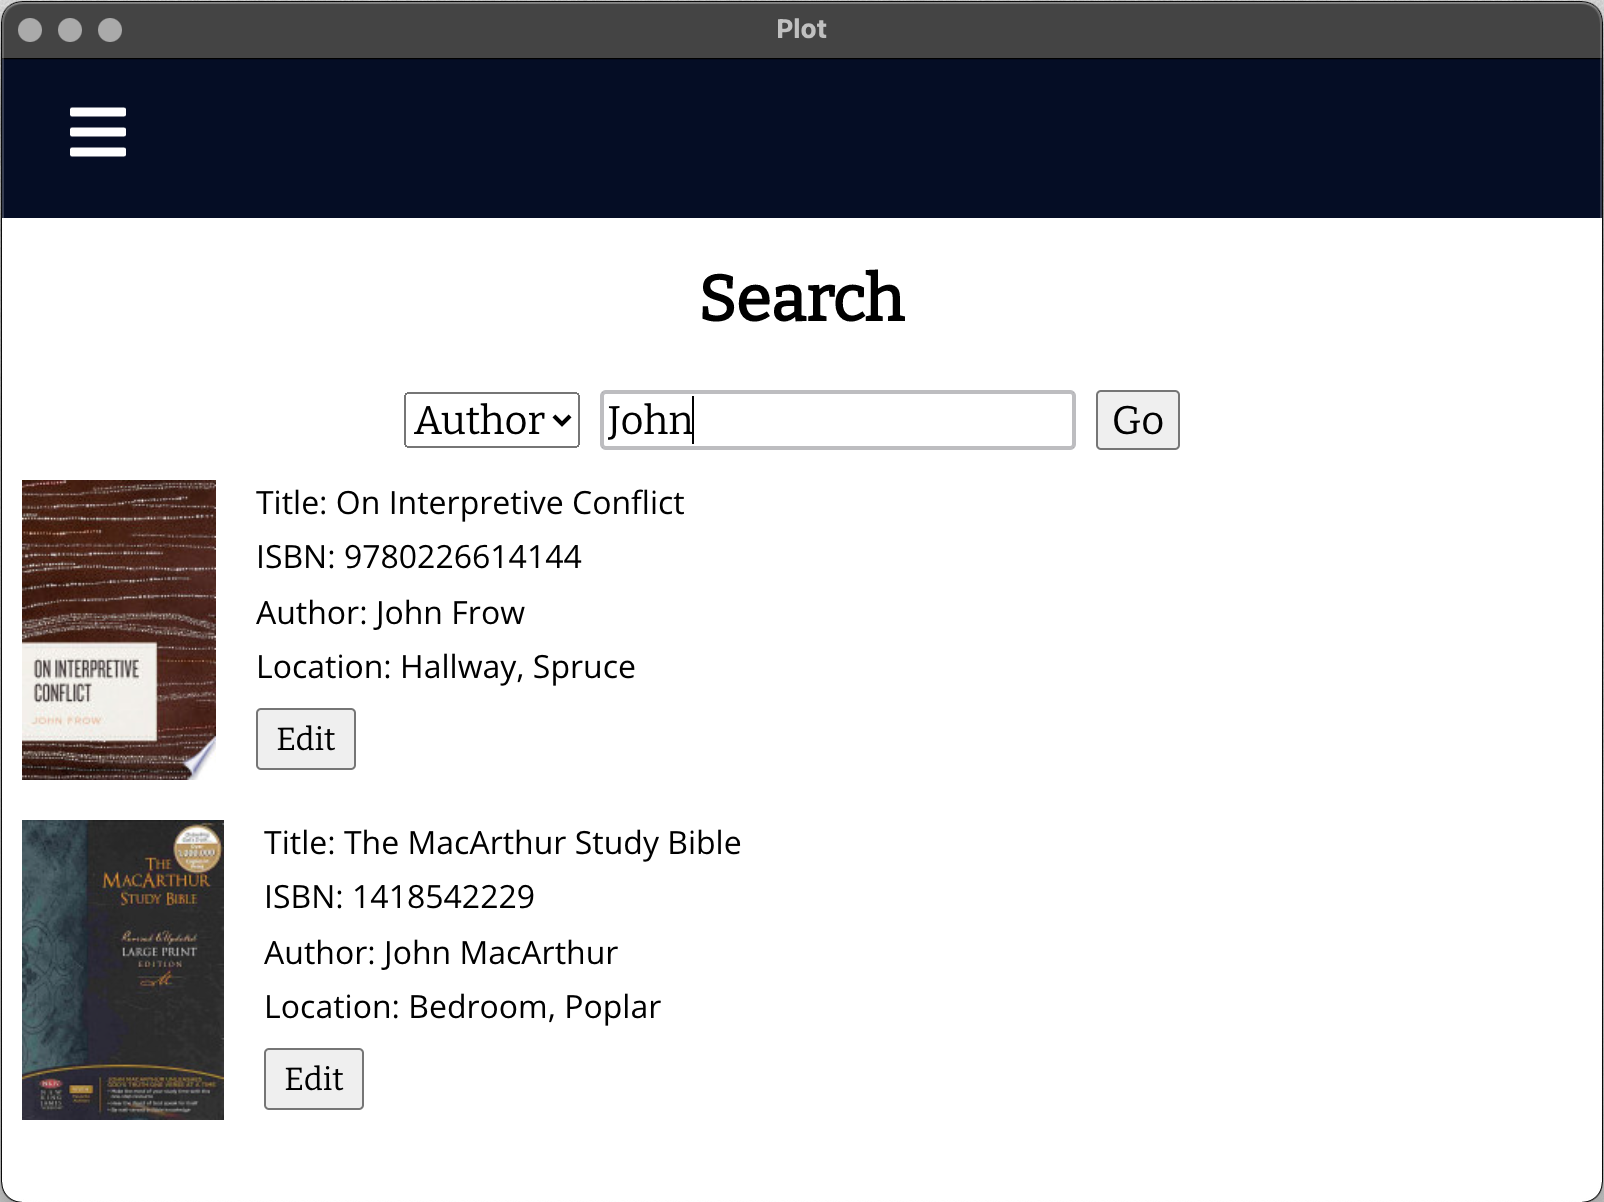 Plot
Search
Author
John
Go
ON INTERPRETIVE
CONFLICT
JOHN FROW
Title: On Interpretive Conflict
ISBN: 9780226614144
Author: John Frow
Location: Hallway, Spruce
Edit
THE
MACARTHUR
STUDY BIBLE
Revised & Updated
LARGE PRINT
EDITION
Title: The MacArthur Study Bible
ISBN: 1418542229
Author: John MacArthur
Location: Bedroom, Poplar
Edit